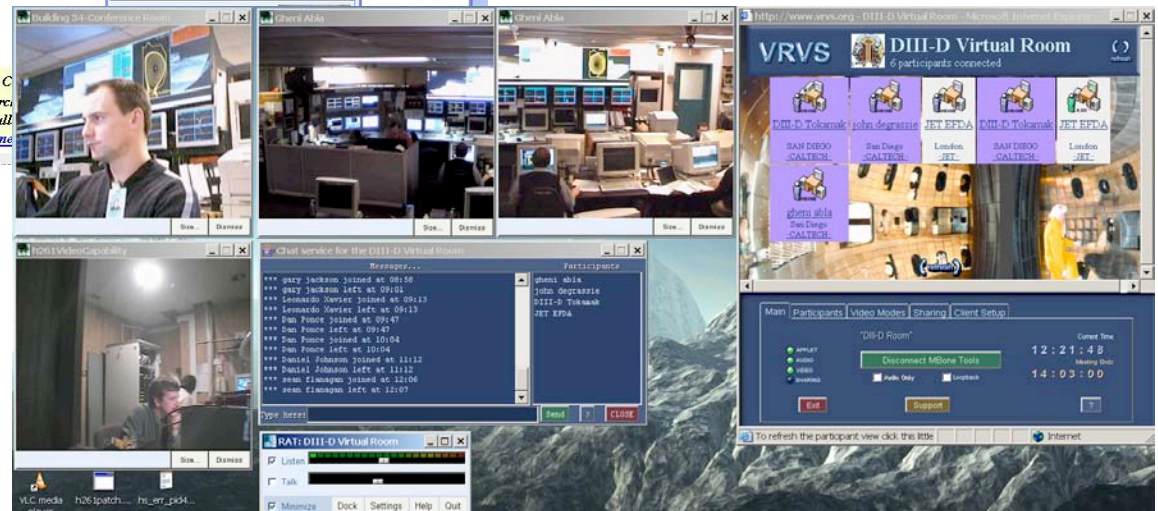 Building 34-Conference Room
Gheni Abla
Gheni Abla
Size... Dismiss
Size... Dismiss
Size... Dismiss
h261VideoCapability
Size... Dismiss
Chat service for the DIII-D Virtual Room
Messages...
Participants
*** gary jackson joined at 08:58
*** gary jackson left at 09:01
*** Leonardo Xavier joined at 09:13
*** Leonardo Xavier left at 09:13
*** Dan Ponce joined at 09:47
*** Dan Ponce left at 09:47
*** Dan Ponce joined at 10:04
*** Dan Ponce left at 10:04
*** Daniel Johnson joined at 11:12
*** Daniel Johnson left at 11:12
*** sean flanagan joined at 12:06
*** sean flanagan left at 12:07
gheni abla
john degrassie
DIII-D Tokamak
JET EFDA
Type here:
Send ? CLOSE
RAT: DIII-D Virtual Room
Listen
Talk
Minimize Dock Settings Help Quit
VLC media
h261patch....
hs_err_pid4...
http://www.vrvs.org - DIII-D Virtual Room - Microsoft Internet Explorer
VRVS
DIII-D Virtual Room
6 participants connected
refresh
DIII-D Tokamak
SAN DIEGO
-CALTECH-
john degrassie
San Diego
-CALTECH-
JET EFDA
London
-JET-
DIII-D Tokamak
SAN DIEGO
-CALTECH-
JET EFDA
London
-JET-
gheni abla
San Diego
-CALTECH-
(refresh)
Main Participants Video Modes Sharing Client Setup
"DIII-D Room"
APPLET
AUDIO
VIDEO
SHARING
Disconnect MBone Tools
Audio Only Loopback
Current Time
12:21:48
Meeting Ends
14:03:00
Exit Support ?
To refresh the participant view click this little
Internet